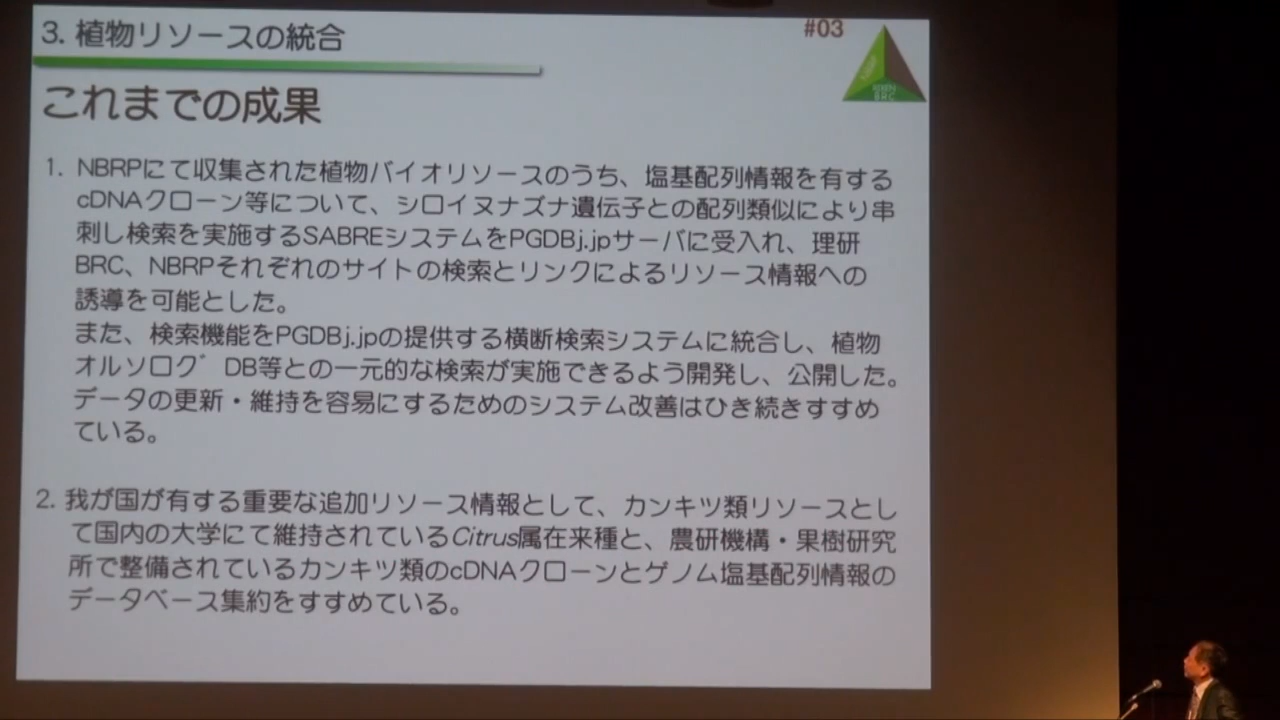 3. 植物リソースの統合
#03
これまでの成果
1. NBRPにて収集された植物バイオリソースのうち、塩基配列情報を有する
cDNAクローン等について、シロイヌナズナ遺伝子との配列類似により串
刺し検索を実施するSABREシステムをPGDBj.jpサーバに受入れ、理研
BRC、NBRPそれぞれのサイトの検索とリンクによるリソース情報への
誘導を可能とした。
また、検索機能をPGDBj.jpの提供する横断検索システムに統合し、植物
オルソログDB等との一元的な検索が実施できるよう開発し、公開した。
データの更新・維持を容易にするためのシステム改善はひき続きすすめ
ている。
2. 我が国が有する重要な追加リソース情報として、カンキツ類リソースとし
て国内の大学にて維持されているCitrus属在来種と、農研機構・果樹研究
所で整備されているカンキツ類のcDNAクローンとゲノム塩基配列情報の
データベース集約をすすめている。
BRC